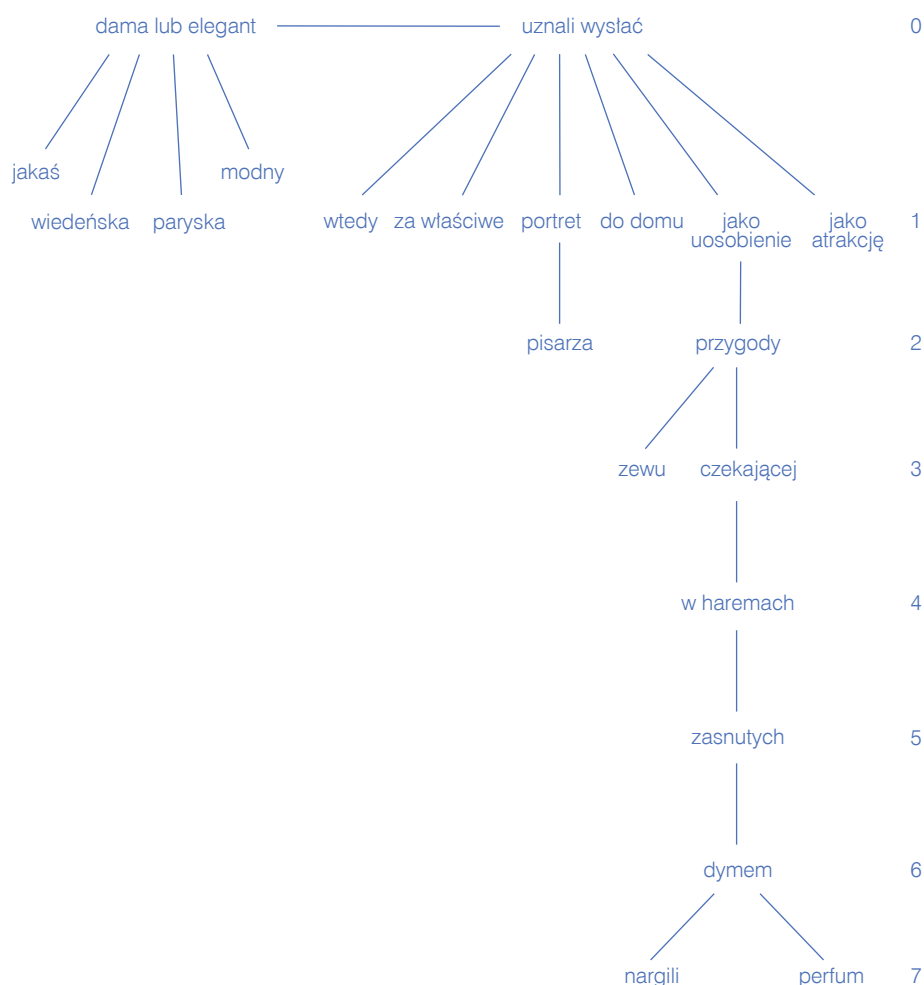 dama lub elegant uznali wysłać 0
jakaś modny
wiedeńska paryska wtedy za właściwe portret do domu jako uosobienie jako atrakcję 1
pisarza przygody 2
zewu czekającej 3
w haremach 4
zasnutych 5
dymem 6
nargili perfum 7